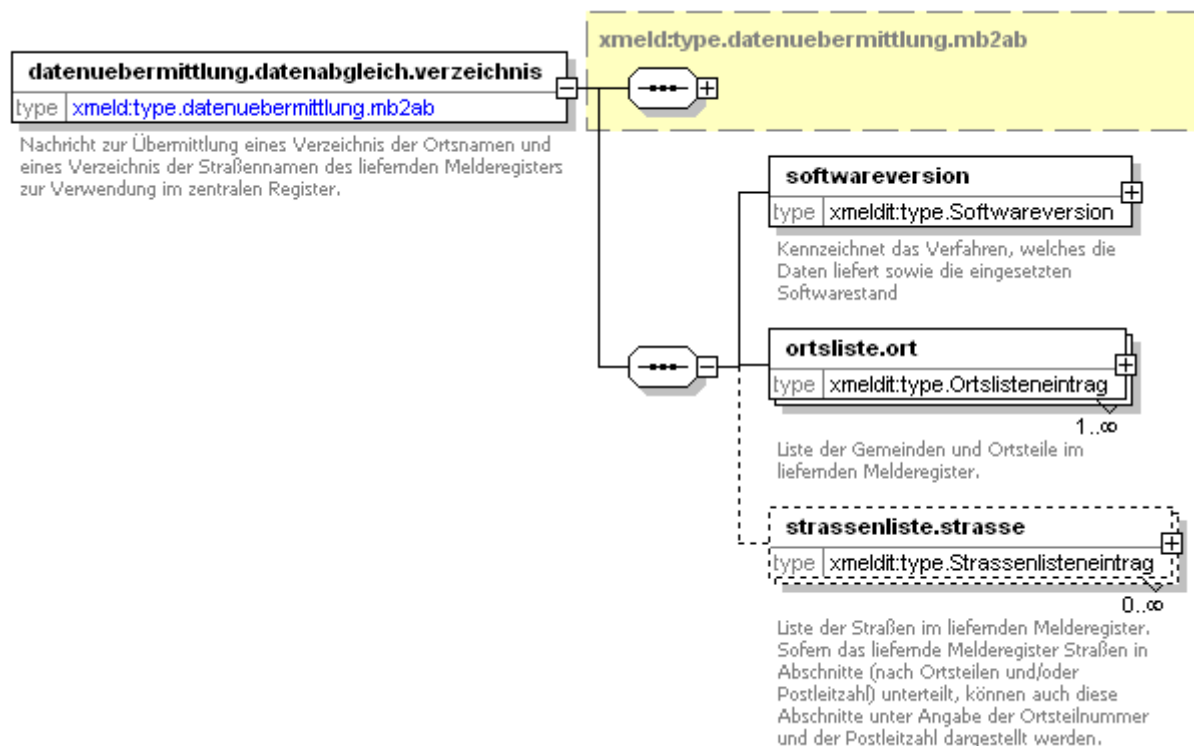 xmeld:type.datenuebermittlung.mb2ab
datenuebermittlung.datenabgleich.verzeichnis
type xmeld:type.datenuebermittlung.mb2ab
Nachricht zur Übermittlung eines Verzeichnis der Ortsnamen und
eines Verzeichnis der Straßennamen des liefernden Melderegisters
zur Verwendung im zentralen Register.
softwareversion
type xmeldit:type.Softwareversion
Kennzeichnet das Verfahren, welches die
Daten liefert sowie die eingesetzten
Softwarestand
ortsliste.ort
type xmeldit:type.Ortslisteneintrag
1..∞
Liste der Gemeinden und Ortsteile im
liefernden Melderegister.
strassenliste.strasse
type xmeldit:type.Strassenlisteneintrag
0..∞
Liste der Straßen im liefernden Melderegister.
Sofern das liefernde Melderegister Straßen in
Abschnitte (nach Ortsteilen und/oder
Postleitzahl) unterteilt, können auch diese
Abschnitte unter Angabe der Ortsteilnummer
und der Postleitzahl dargestellt werden.